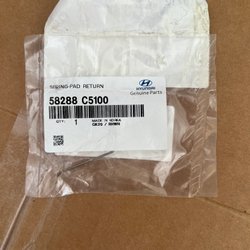 SPRING-PAD RETURN
HYUNDAI
Genuine Parts
58288 C5100
QTY. 1
MADE IN KOREA